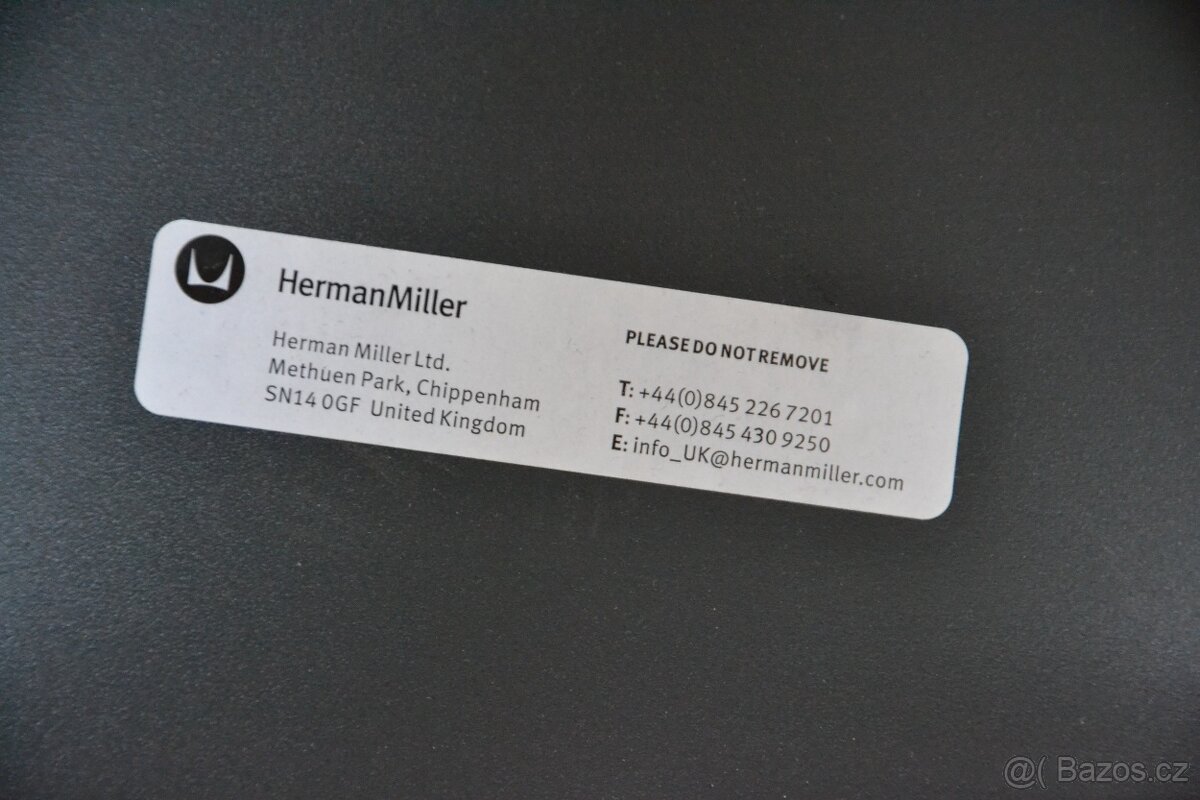 HermanMiller
Herman Miller Ltd.
Methuen Park, Chippenham
SN14 0GF United Kingdom
PLEASE DO NOT REMOVE
T: +44(0)845 226 7201
F: +44(0)845 430 9250
E: info_UK@hermanmiller.com
@( Bazos.cz